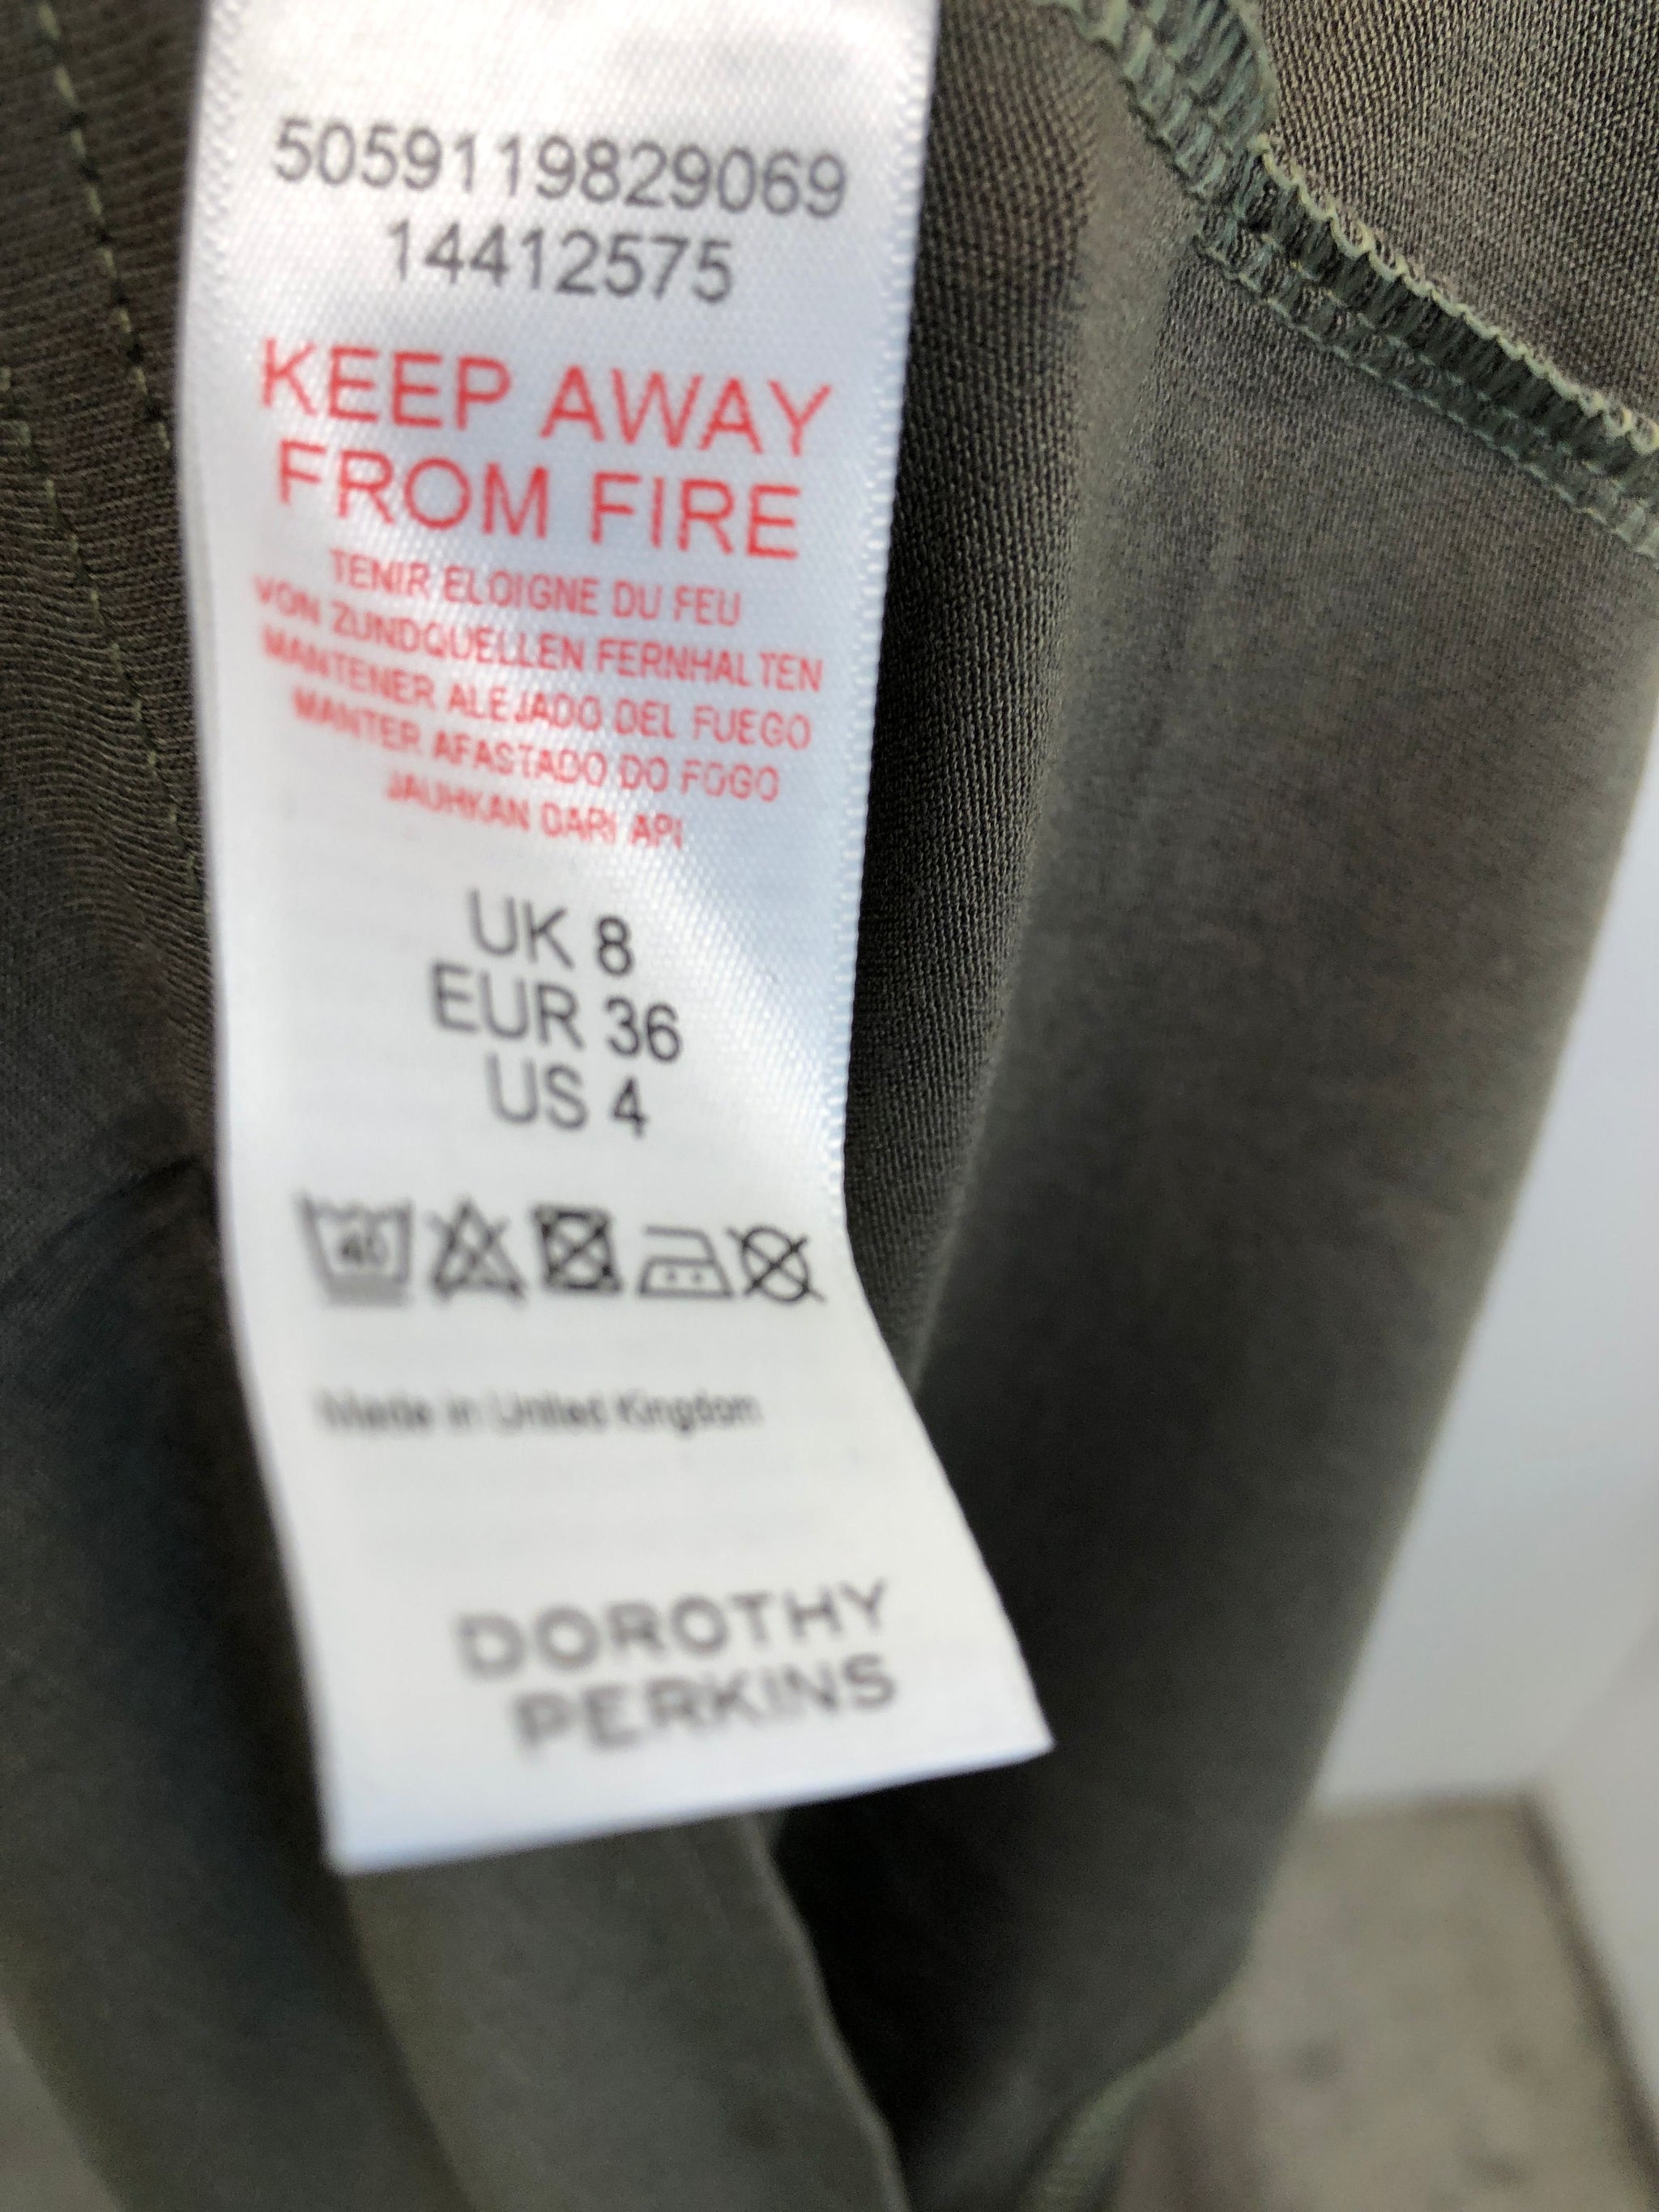 5059119829069
14412575
KEEP AWAY
FROM FIRE
TENIR ELOIGNE DU FEU
VON ZUNDQUELLEN FERNHALTEN
MANTENER ALEJADO DEL FUEGO
MANTER AFASTADO DO FOGO
JAUHKAN DARI API
UK 8
EUR 36
US 4
40
Made in United Kingdom
DOROTHY
PERKINS